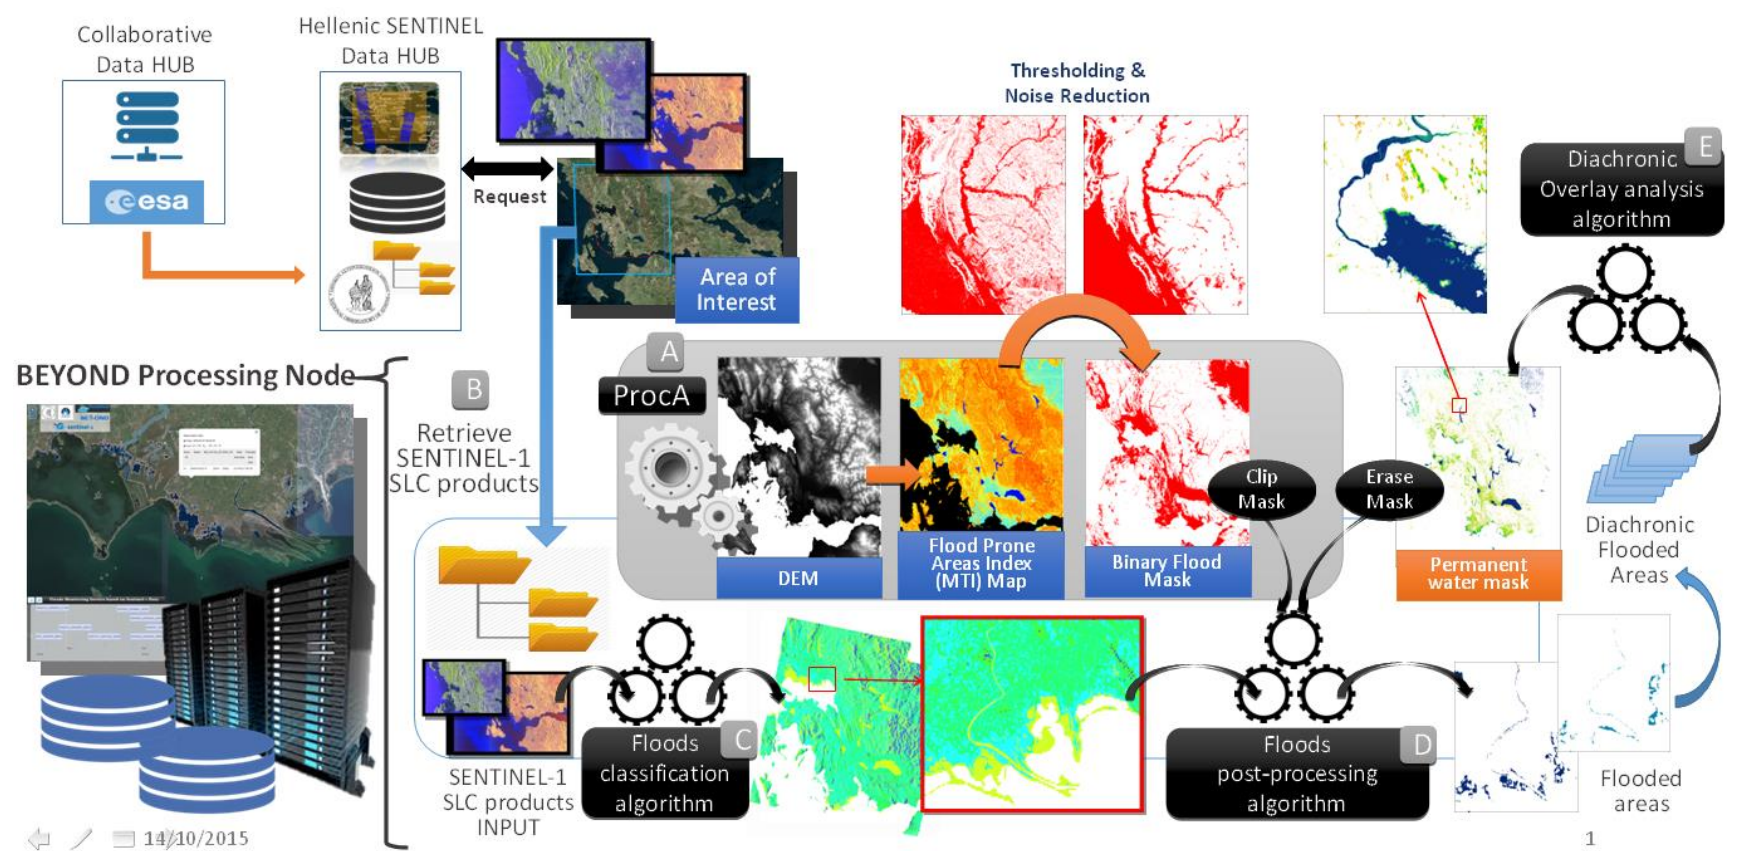 Collaborative
Data HUB
esa
Hellenic SENTINEL
Data HUB
Request
Area of
Interest
Thresholding &
Noise Reduction
E
Diachronic
Overlay analysis
algorithm
BEYOND Processing Node
B
Retrieve
SENTINEL-1
SLC products
A
ProcA
DEM
Flood Prone
Areas Index
(MTI) Map
Binary Flood
Mask
Clip
Mask
Erase
Mask
Permanent
water mask
Diachronic
Flooded
Areas
SENTINEL-1
SLC products
INPUT
C
Floods
classification
algorithm
D
Floods
post-processing
algorithm
Flooded
areas
14/10/2015
1